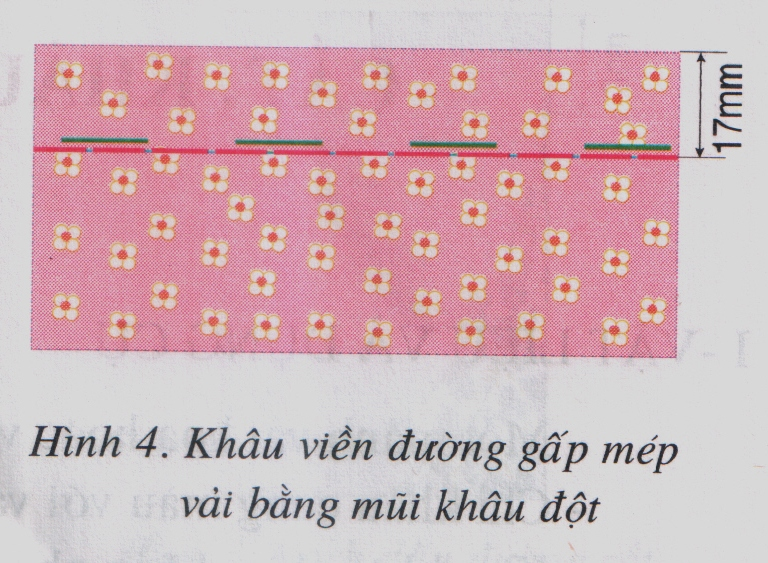 17mm
Hình 4. Khâu viền đường gấp mép
vải bằng mũi khâu đột